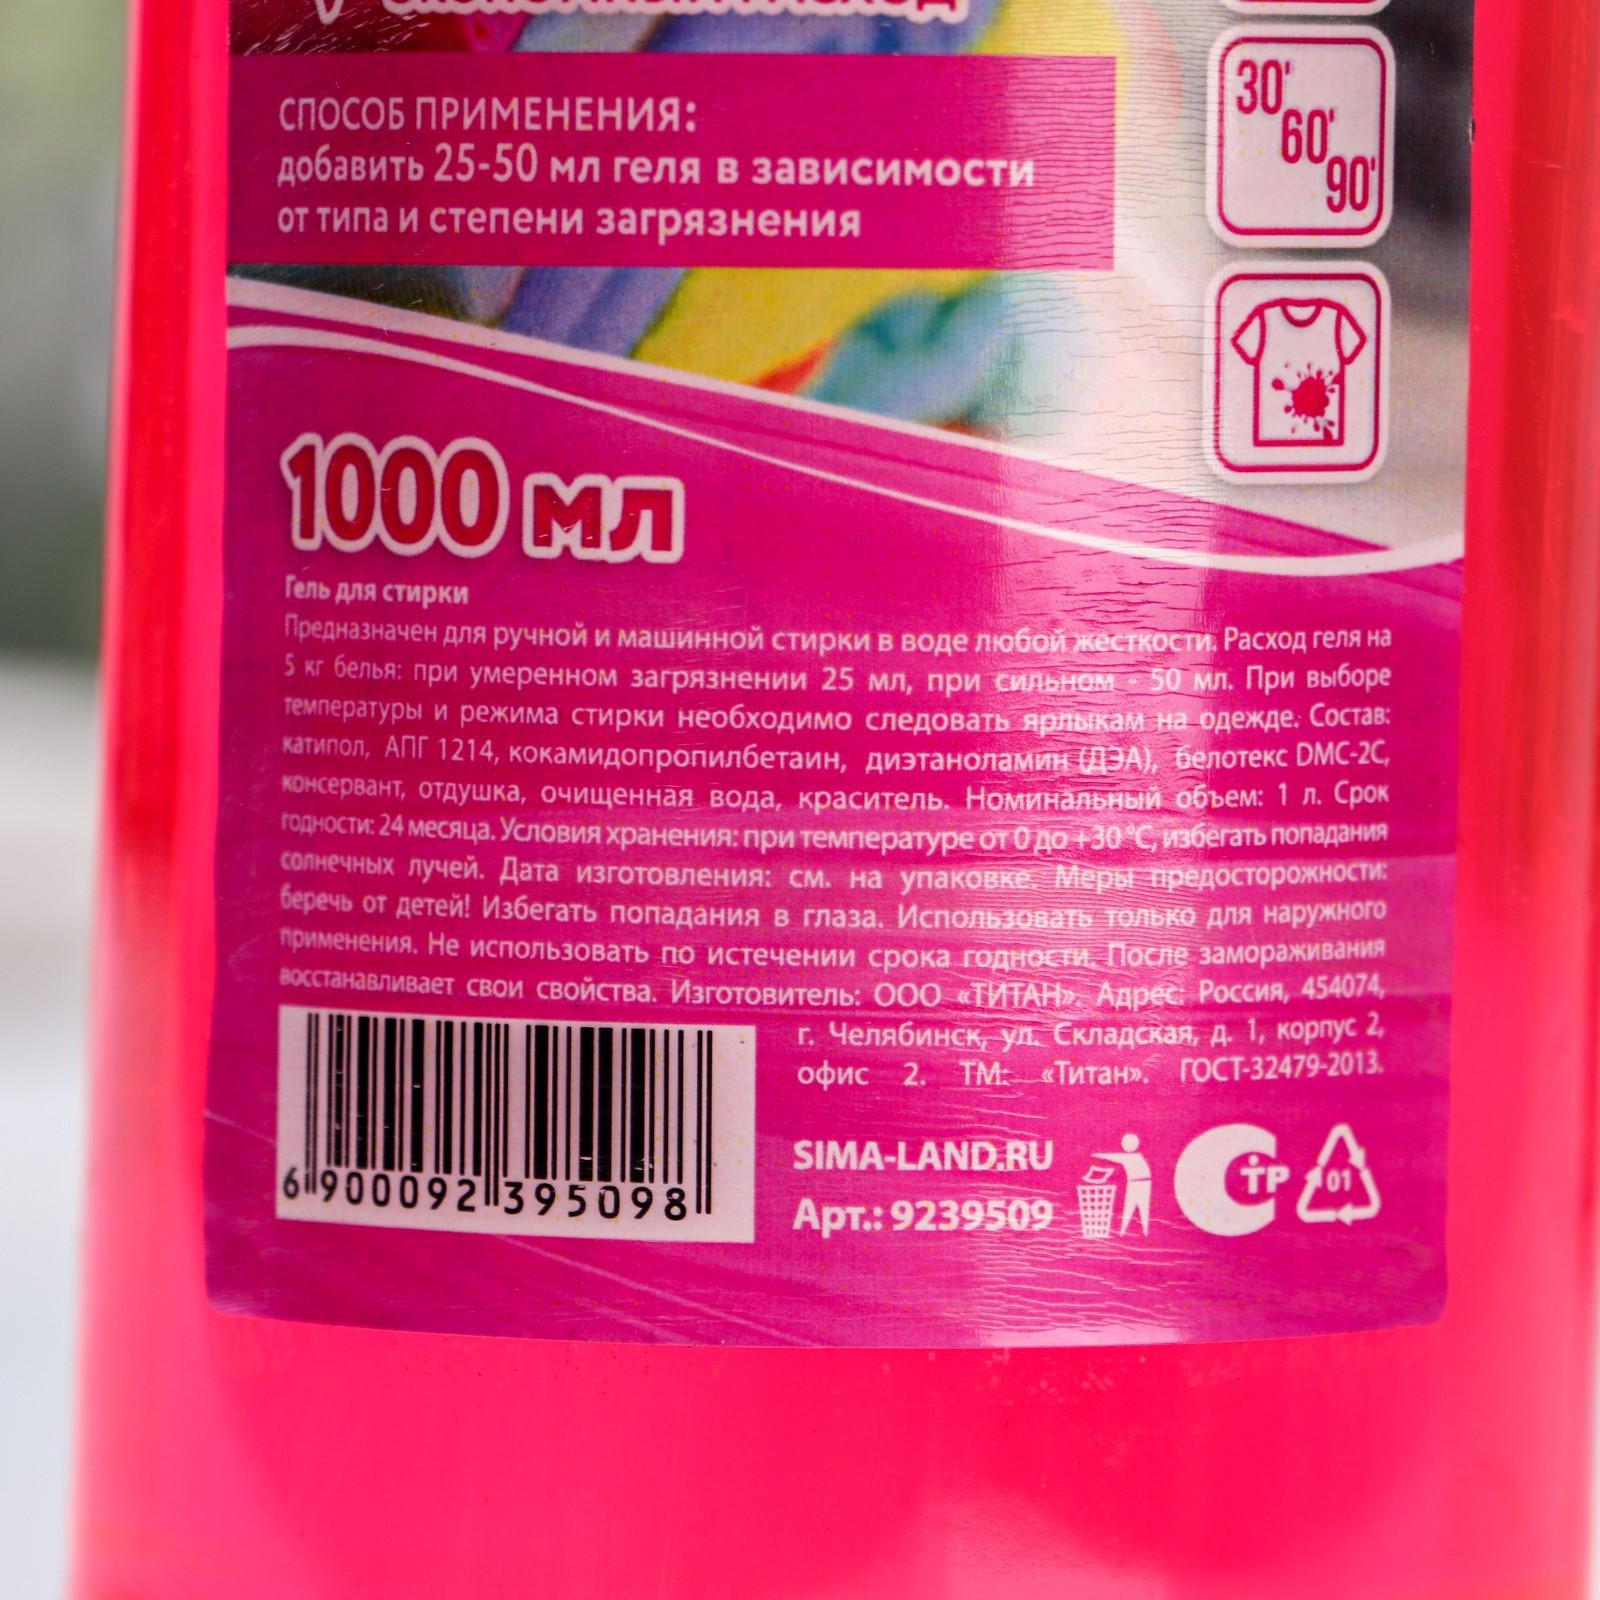 ЭКОНОМНЫЙ РАСХОД
СПОСОБ ПРИМЕНЕНИЯ:
добавить 25-50 мл геля в зависимости
от типа и степени загрязнения
30'
60'
90'
1000 мл
Гель для стирки
Предназначен для ручной и машинной стирки в воде любой жесткости. Расход геля на
5 кг белья: при умеренном загрязнении 25 мл, при сильном - 50 мл. При выборе
температуры и режима стирки необходимо следовать ярлыкам на одежде. Состав:
катипол, АПГ 1214, кокамидопропилбетаин, диэтаноламин (ДЭА), белотекс DMC-2C,
консервант, отдушка, очищенная вода, краситель. Номинальный объем: 1 л. Срок
годности: 24 месяца. Условия хранения: при температуре от 0 до +30 °C, избегать попадания
солнечных лучей. Дата изготовления: см. на упаковке. Меры предосторожности:
беречь от детей! Избегать попадания в глаза. Использовать только для наружного
применения. Не использовать по истечении срока годности. После замораживания
восстанавливает свои свойства. Изготовитель: ООО «ТИТАН». Адрес: Россия, 454074,
г. Челябинск, ул. Складская, д. 1, корпус 2,
офис 2. ТМ: «Титан». ГОСТ-32479-2013.
6 900092 395098
SIMA-LAND.RU
Арт.: 9239509
СТР
01